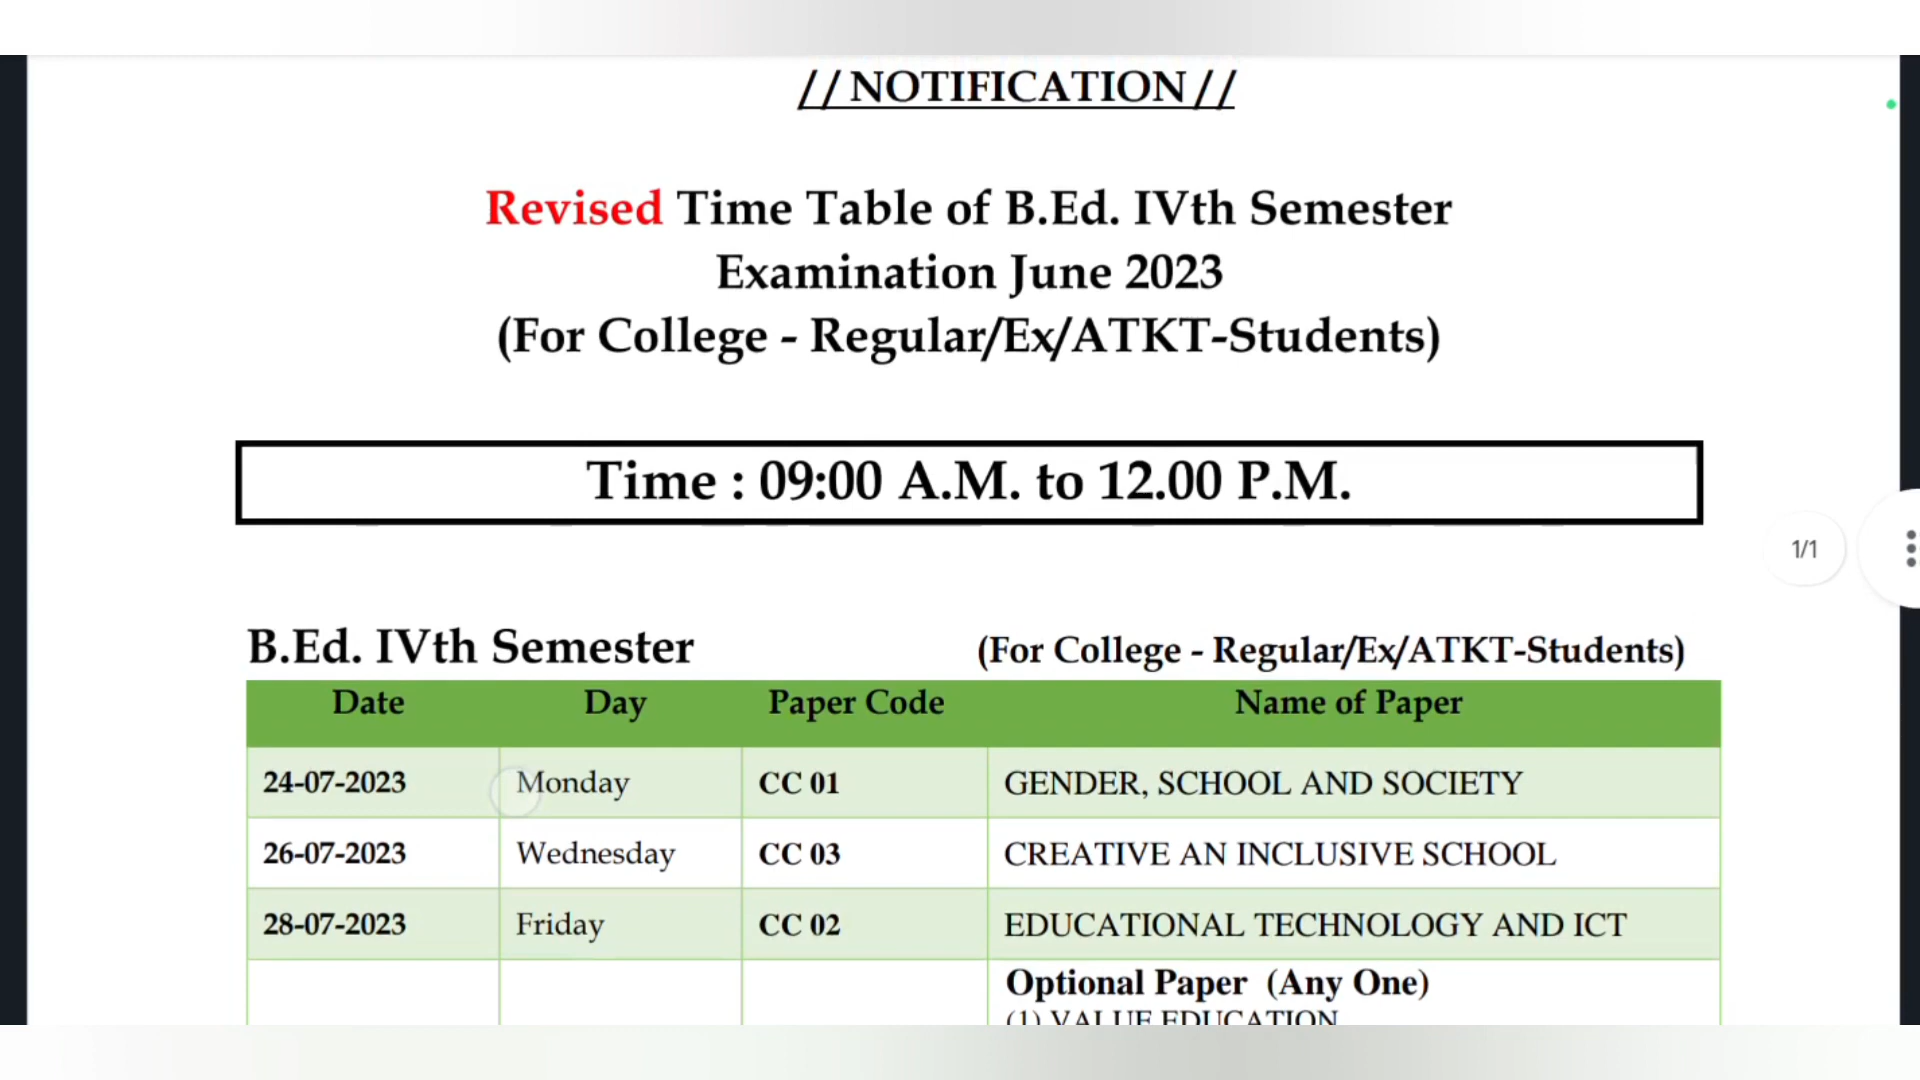 // NOTIFICATION //
Revised Time Table of B.Ed. IVth Semester
Examination June 2023
(For College - Regular/Ex/ATKT-Students)
Time : 09:00 A.M. to 12.00 P.M.
1/1
B.Ed. IVth Semester (For College - Regular/Ex/ATKT-Students)
Date Day Paper Code Name of Paper
24-07-2023 Monday CC 01 GENDER, SCHOOL AND SOCIETY
26-07-2023 Wednesday CC 03 CREATIVE AN INCLUSIVE SCHOOL
28-07-2023 Friday CC 02 EDUCATIONAL TECHNOLOGY AND ICT
Optional Paper (Any One)
(1) VALUE EDUCATION